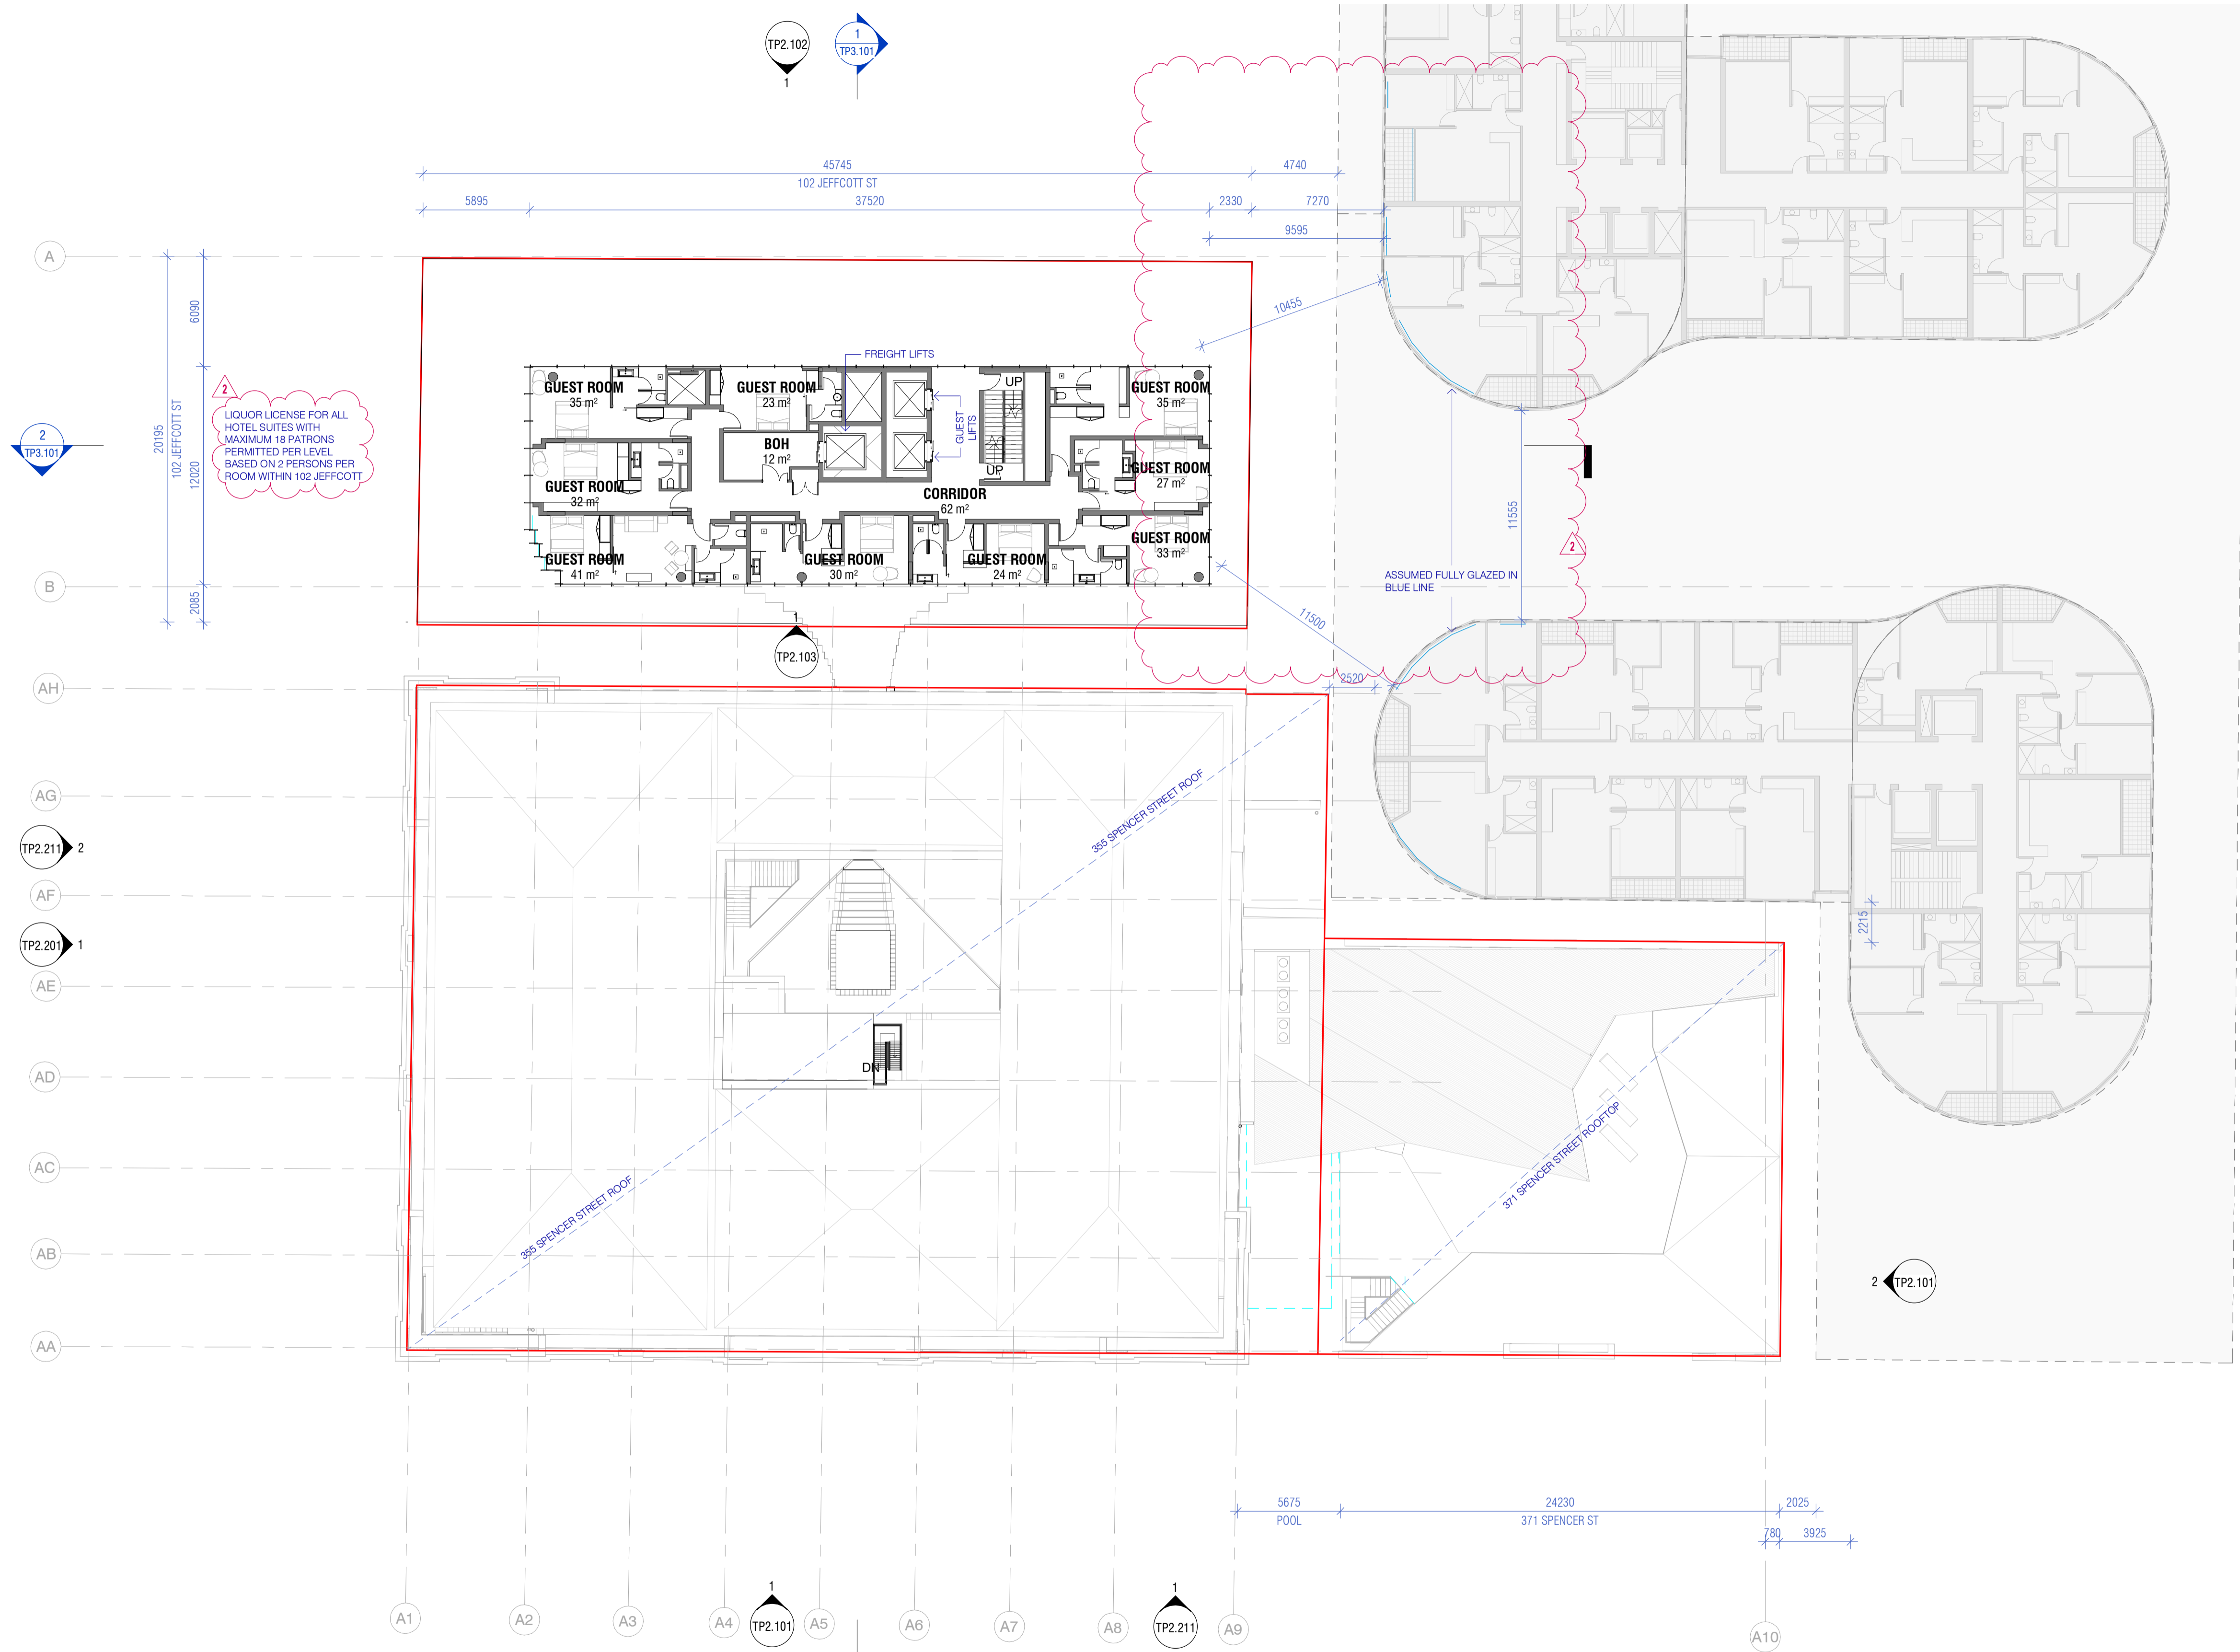 TP2.102
1
1
TP3.101
45745
4740
102 JEFFCOTT ST
5895
37520
2330
7270
9595
A
10455
6090
20195
102 JEFFCOTT ST
12020
2085
2
LIQUOR LICENSE FOR ALL
HOTEL SUITES WITH
MAXIMUM 18 PATRONS
PERMITTED PER LEVEL
BASED ON 2 PERSONS PER
ROOM WITHIN 102 JEFFCOTT
2
TP3.101
FREIGHT LIFTS
GUEST ROOM
35 m²
GUEST ROOM
23 m²
UP
GUEST ROOM
35 m²
GUEST
LIFTS
BOH
12 m²
UP
GUEST ROOM
27 m²
GUEST ROOM
32 m²
CORRIDOR
62 m²
GUEST ROOM
41 m²
GUEST ROOM
30 m²
GUEST ROOM
24 m²
GUEST ROOM
33 m²
11555
2
ASSUMED FULLY GLAZED IN
BLUE LINE
B
11500
1
TP2.103
2520
AH
AG
355 SPENCER STREET ROOF
TP2.211
2
AF
2215
TP2.201
1
AE
AD
DN
371 SPENCER STREET ROOFTOP
AC
355 SPENCER STREET ROOF
AB
2
TP2.101
AA
5675
24230
2025
POOL
371 SPENCER ST
780
3925
1
1
A1
A2
A3
A4
TP2.101
A5
A6
A7
A8
TP2.211
A9
A10